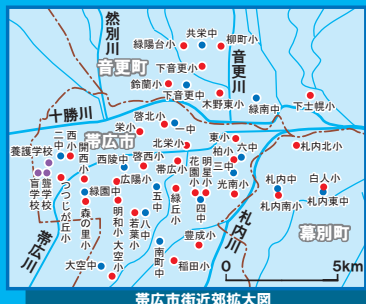 然別川
共栄中
緑陽台小
柳町小
音更町
音更川
下音更小
鈴蘭小
下音更中
木野東小
緑南中
下士幌小
十勝川
啓北小
一中
栄小
帯広市
北栄小
東小
札内北小
養護学校
二中
西小
開西小
西陵中
啓西小
柏小
六中
三中
盲学校
聾学校
広陽小
帯広小
花園小
明星小
光南小
札内中
白人小
つつじが丘小
緑園中
森の里小
明和小
五中
緑丘小
四中
札内南小
札内東中
若葉小
八中
札内川
幕別町
帯広川
大空小
大空中
南町中
豊成小
稲田小
0 5km
帯広市街近郊拡大図